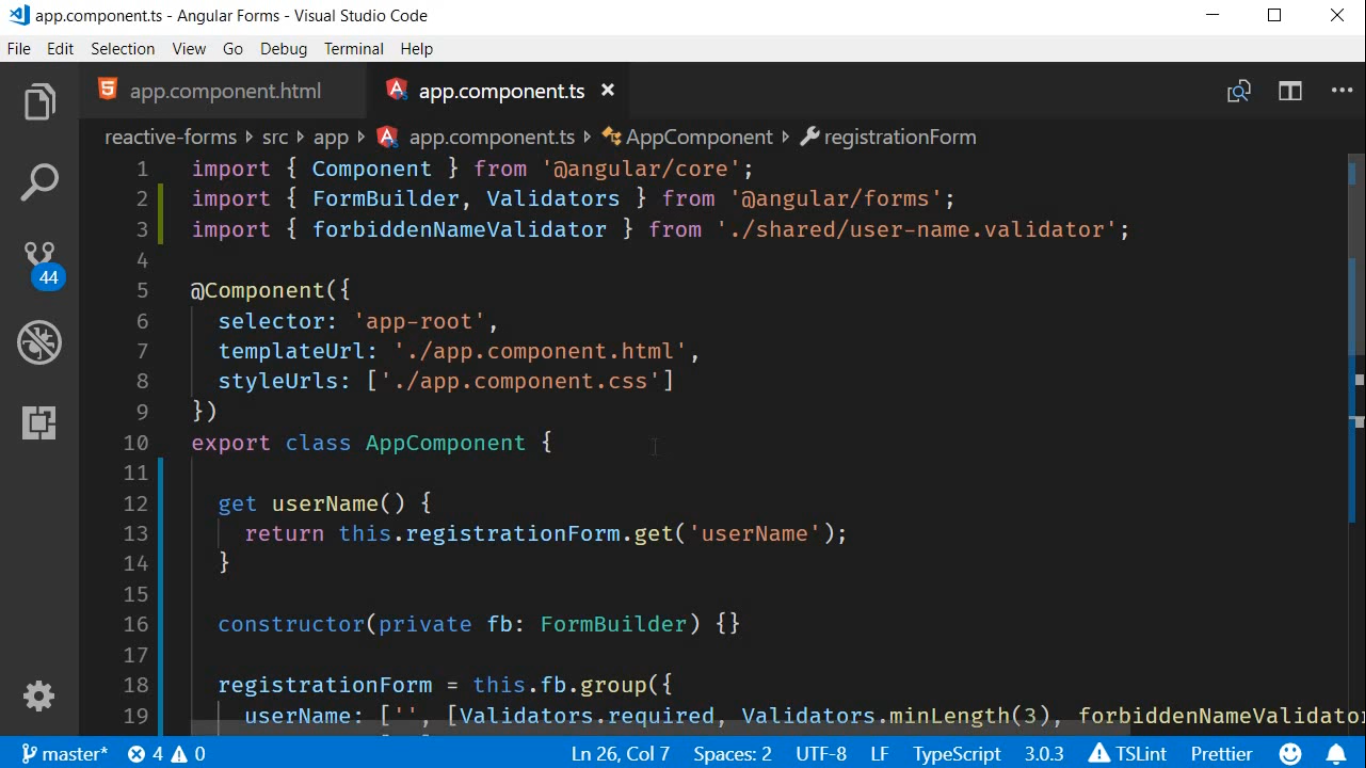 app.component.ts - Angular Forms - Visual Studio Code
File Edit Selection View Go Debug Terminal Help
app.component.html app.component.ts
reactive-forms src app app.component.ts AppComponent registrationForm
1 import { Component } from '@angular/core';
2 import { FormBuilder, Validators } from '@angular/forms';
3 import { forbiddenNameValidator } from './shared/user-name.validator';
4
5 @Component({
6 selector: 'app-root',
7 templateUrl: './app.component.html',
8 styleUrls: ['./app.component.css']
9 })
10 export class AppComponent {
11
12 get userName() {
13 return this.registrationForm.get('userName');
14 }
15
16 constructor(private fb: FormBuilder) {}
17
18 registrationForm = this.fb.group({
19 userName: ['', [Validators.required, Validators.minLength(3), forbiddenNameValidator
44
master* 4 0 Ln 26, Col 7 Spaces: 2 UTF-8 LF TypeScript 3.0.3 TSLint Prettier